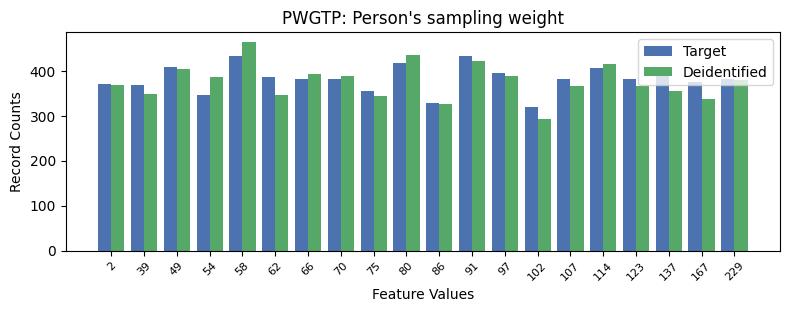 PWGTP: Person's sampling weight
Target
Deidentified
Record Counts
400
300
200
100
0
2 39 49 54 58 62 66 70 75 80 86 91 97 102 107 114 123 137 167 229
Feature Values